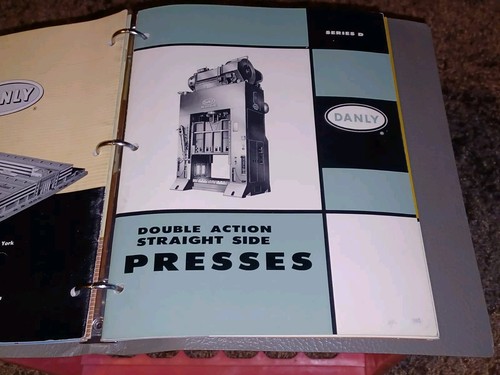 DANLY
York
SERIES D
DANLY
DOUBLE ACTION
STRAIGHT SIDE
PRESSES